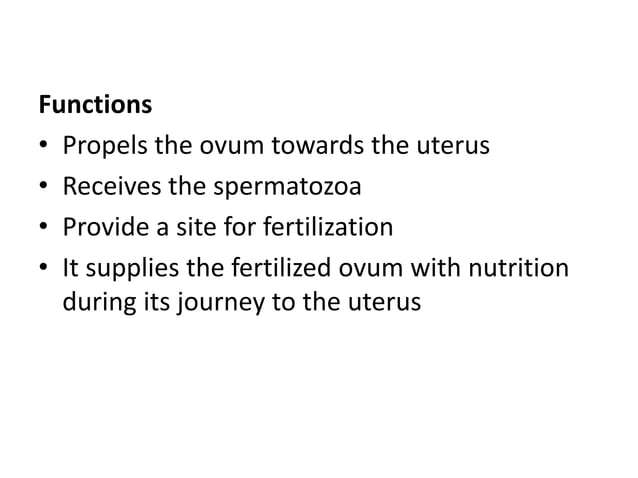 Functions
• Propels the ovum towards the uterus
• Receives the spermatozoa
• Provide a site for fertilization
• It supplies the fertilized ovum with nutrition
during its journey to the uterus